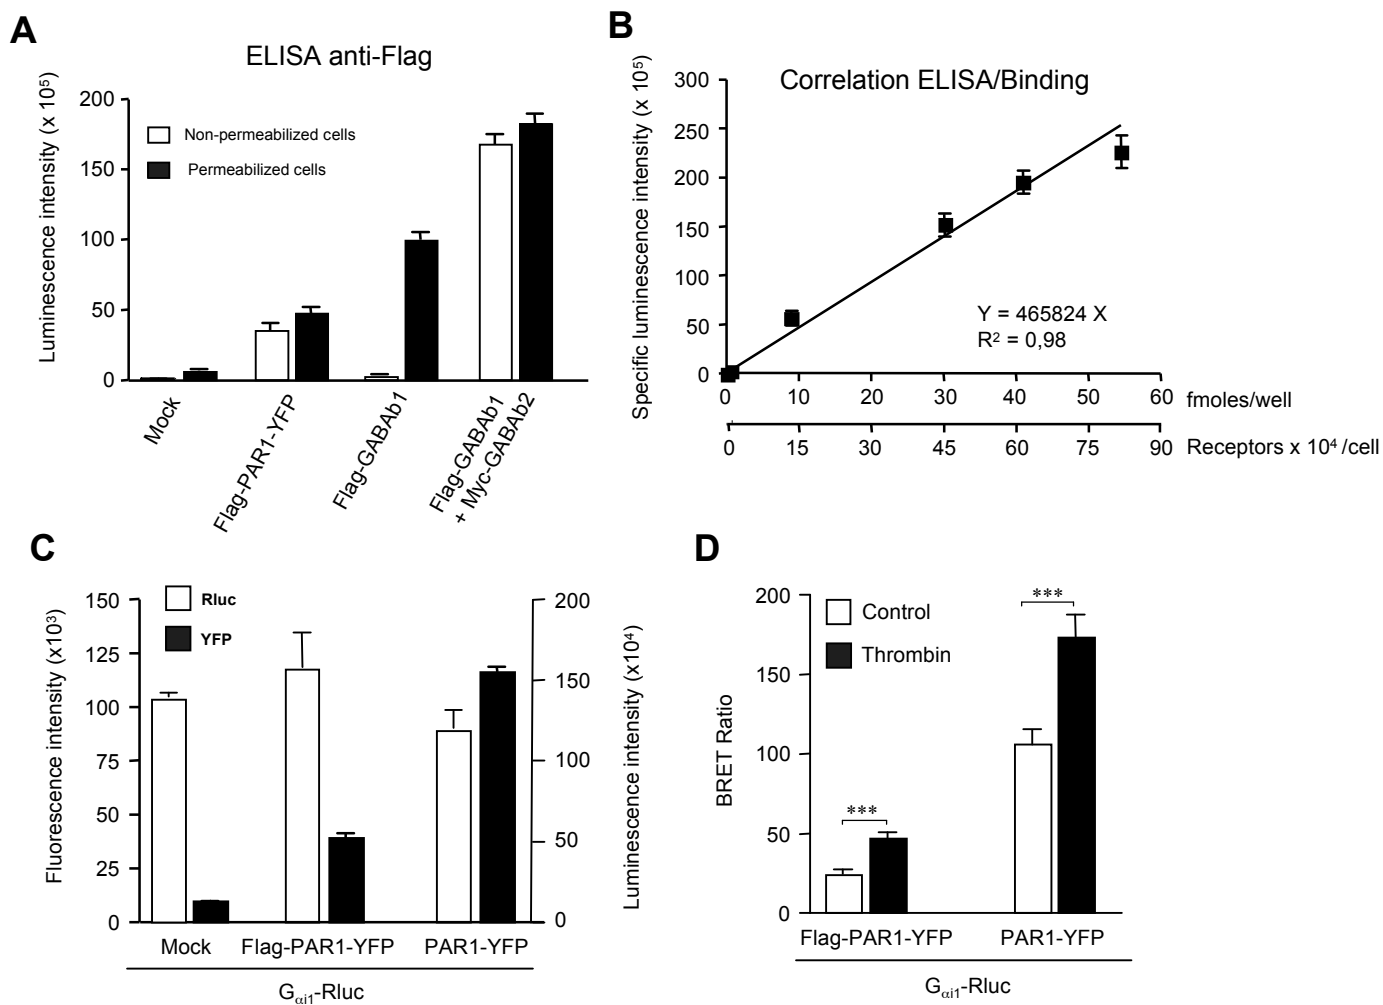 A
ELISA anti-Flag
Luminescence intensity (x 10⁵)
200
150
100
50
0
Non-permeabilized cells
Permeabilized cells
Mock
Flag-PAR1-YFP
Flag-GABAb1
Flag-GABAb1
+ Myc-GABAb2
B
Correlation ELISA/Binding
Specific luminescence intensity (x 10⁵)
300
250
200
150
100
50
0
Y = 465824 X
R² = 0,98
0 10 20 30 40 50 60 fmoles/well
0 15 30 45 60 75 90 Receptors x 10⁴ /cell
C
Fluorescence intensity (x10³)
150
125
100
75
50
25
0
Rluc
YFP
200
150
100
50
0
Luminescence intensity (x10⁴)
Mock Flag-PAR1-YFP PAR1-YFP
Gαi1-Rluc
D
BRET Ratio
200
150
100
50
0
Control
Thrombin
***
***
Flag-PAR1-YFP PAR1-YFP
Gαi1-Rluc